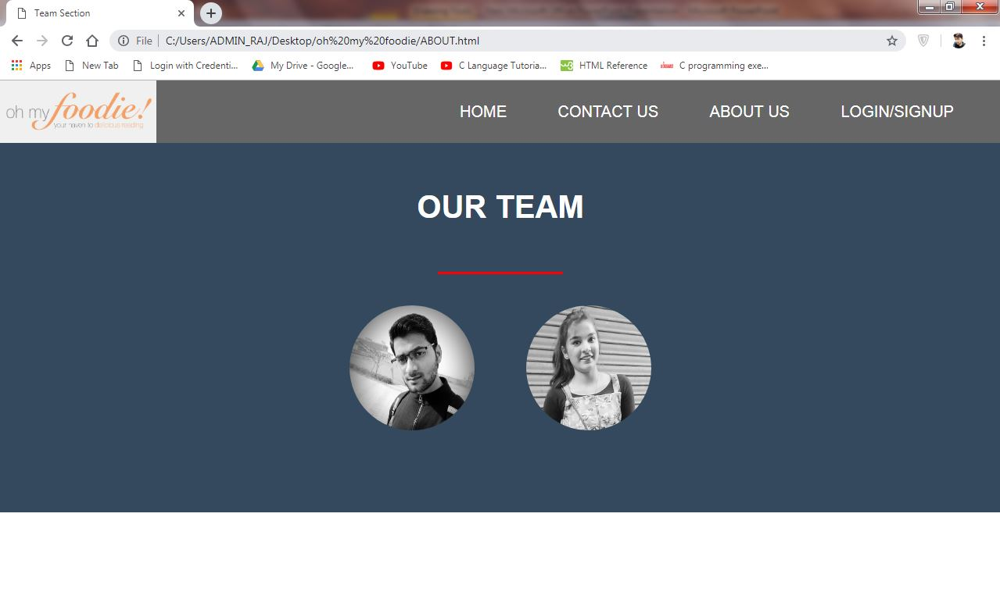 Team Section
File
C:/Users/ADMIN_RAJ/Desktop/oh%20my%20foodie/ABOUT.html
Apps
New Tab
Login with Credenti...
My Drive - Google...
YouTube
C Language Tutoria...
HTML Reference
C programming exe...
oh my foodie!
your haven to delicious reading
HOME
CONTACT US
ABOUT US
LOGIN/SIGNUP
OUR TEAM